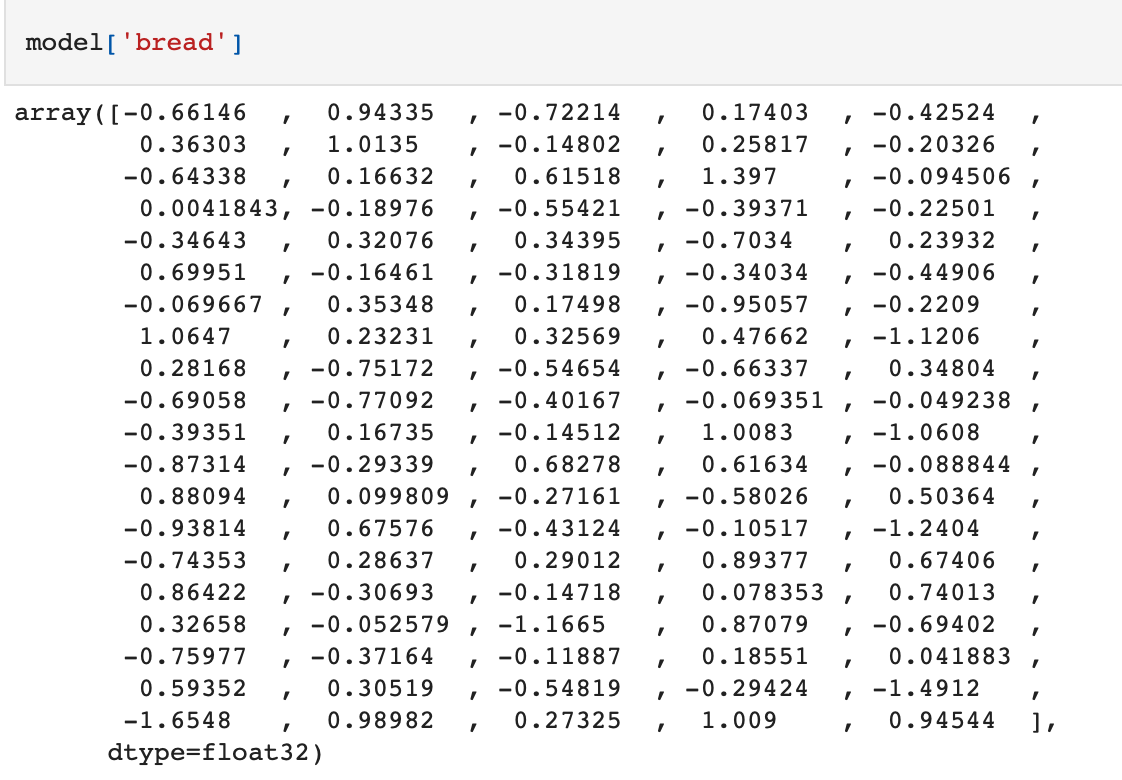 model['bread']
array([-0.66146  ,  0.94335  , -0.72214  ,  0.17403  , -0.42524  ,
        0.36303  ,  1.0135   , -0.14802  ,  0.25817  , -0.20326  ,
       -0.64338  ,  0.16632  ,  0.61518  ,  1.397    , -0.094506 ,
        0.0041843, -0.18976  , -0.55421  , -0.39371  , -0.22501  ,
       -0.34643  ,  0.32076  ,  0.34395  , -0.7034   ,  0.23932  ,
        0.69951  , -0.16461  , -0.31819  , -0.34034  , -0.44906  ,
       -0.069667 ,  0.35348  ,  0.17498  , -0.95057  , -0.2209   ,
        1.0647   ,  0.23231  ,  0.32569  ,  0.47662  , -1.1206   ,
        0.28168  , -0.75172  , -0.54654  , -0.66337  ,  0.34804  ,
       -0.69058  , -0.77092  , -0.40167  , -0.069351 , -0.049238 ,
       -0.39351  ,  0.16735  , -0.14512  ,  1.0083   , -1.0608   ,
       -0.87314  , -0.29339  ,  0.68278  ,  0.61634  , -0.088844 ,
        0.88094  ,  0.099809 , -0.27161  , -0.58026  ,  0.50364  ,
       -0.93814  ,  0.67576  , -0.43124  , -0.10517  , -1.2404   ,
       -0.74353  ,  0.28637  ,  0.29012  ,  0.89377  ,  0.67406  ,
        0.86422  , -0.30693  , -0.14718  ,  0.078353 ,  0.74013  ,
        0.32658  , -0.052579 , -1.1665   ,  0.87079  , -0.69402  ,
       -0.75977  , -0.37164  , -0.11887  ,  0.18551  ,  0.041883 ,
        0.59352  ,  0.30519  , -0.54819  , -0.29424  , -1.4912   ,
       -1.6548   ,  0.98982  ,  0.27325  ,  1.009    ,  0.94544  ],
      dtype=float32)